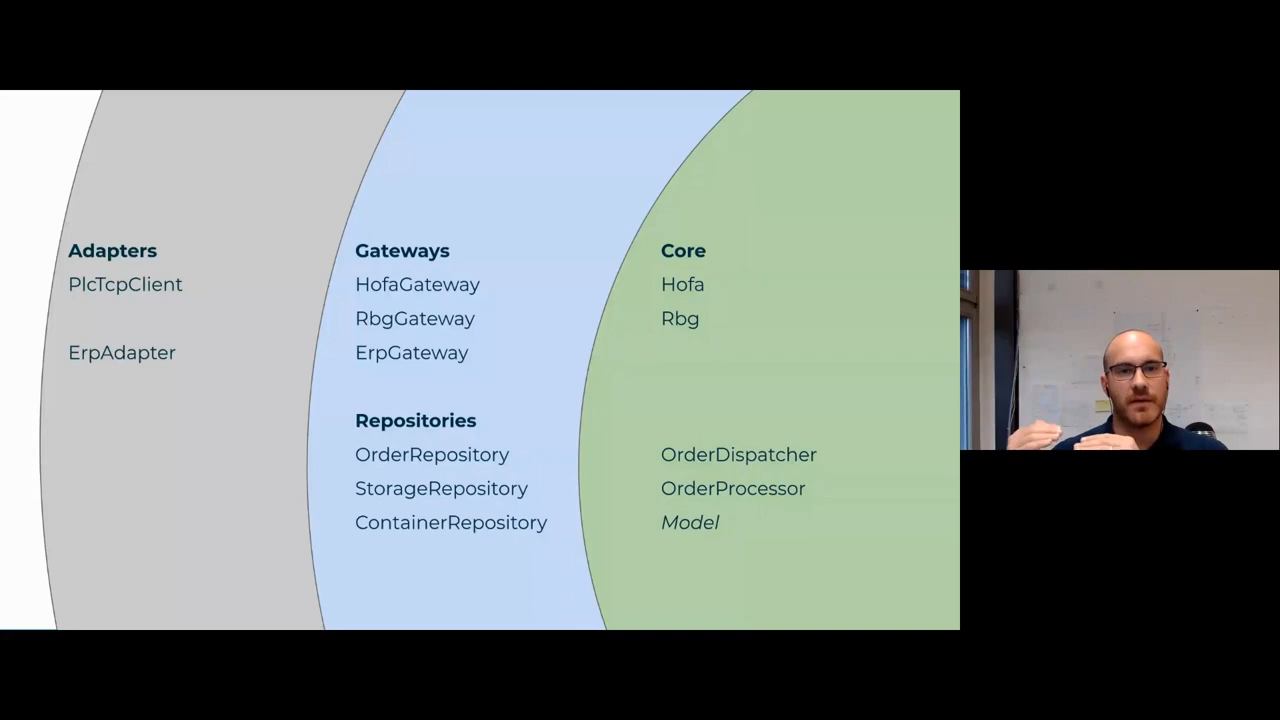 Adapters
PlcTcpClient
ErpAdapter
Gateways
HofaGateway
RbgGateway
ErpGateway
Repositories
OrderRepository
StorageRepository
ContainerRepository
Core
Hofa
Rbg
OrderDispatcher
OrderProcessor
Model